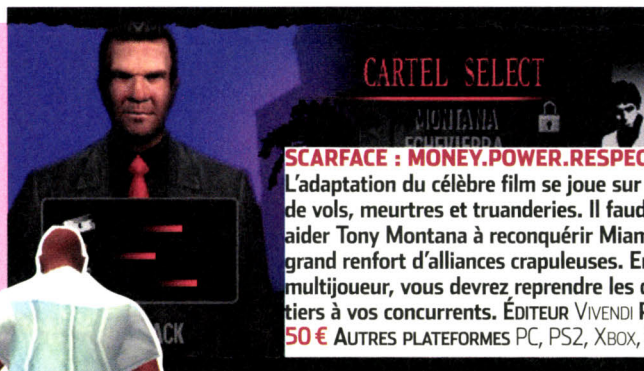 CARTEL SELECT
MONTANA
ECHEVIERRA
SCARFACE : MONEY.POWER.RESPEC
L'adaptation du célèbre film se joue sur
de vols, meurtres et truanderies. Il faud
aider Tony Montana à reconquérir Miam
grand renfort d'alliances crapuleuses. E
multijoueur, vous devrez reprendre les
tiers à vos concurrents. ÉDITEUR VIVENDI
50 € AUTRES PLATEFORMES PC, PS2, XBOX,
ACK